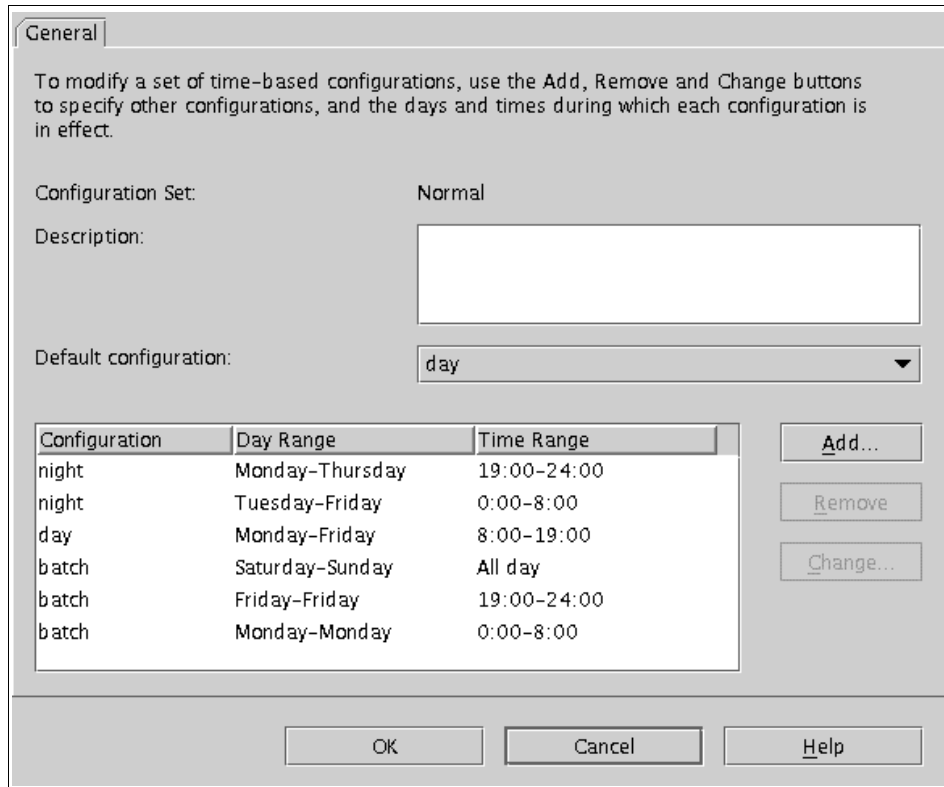 General
To modify a set of time-based configurations, use the Add, Remove and Change buttons
to specify other configurations, and the days and times during which each configuration is
in effect.
Configuration Set: Normal
Description:
Default configuration: day
Configuration Day Range Time Range
night Monday-Thursday 19:00-24:00
night Tuesday-Friday 0:00-8:00
day Monday-Friday 8:00-19:00
batch Saturday-Sunday All day
batch Friday-Friday 19:00-24:00
batch Monday-Monday 0:00-8:00
Add...
Remove
Change...
OK Cancel Help